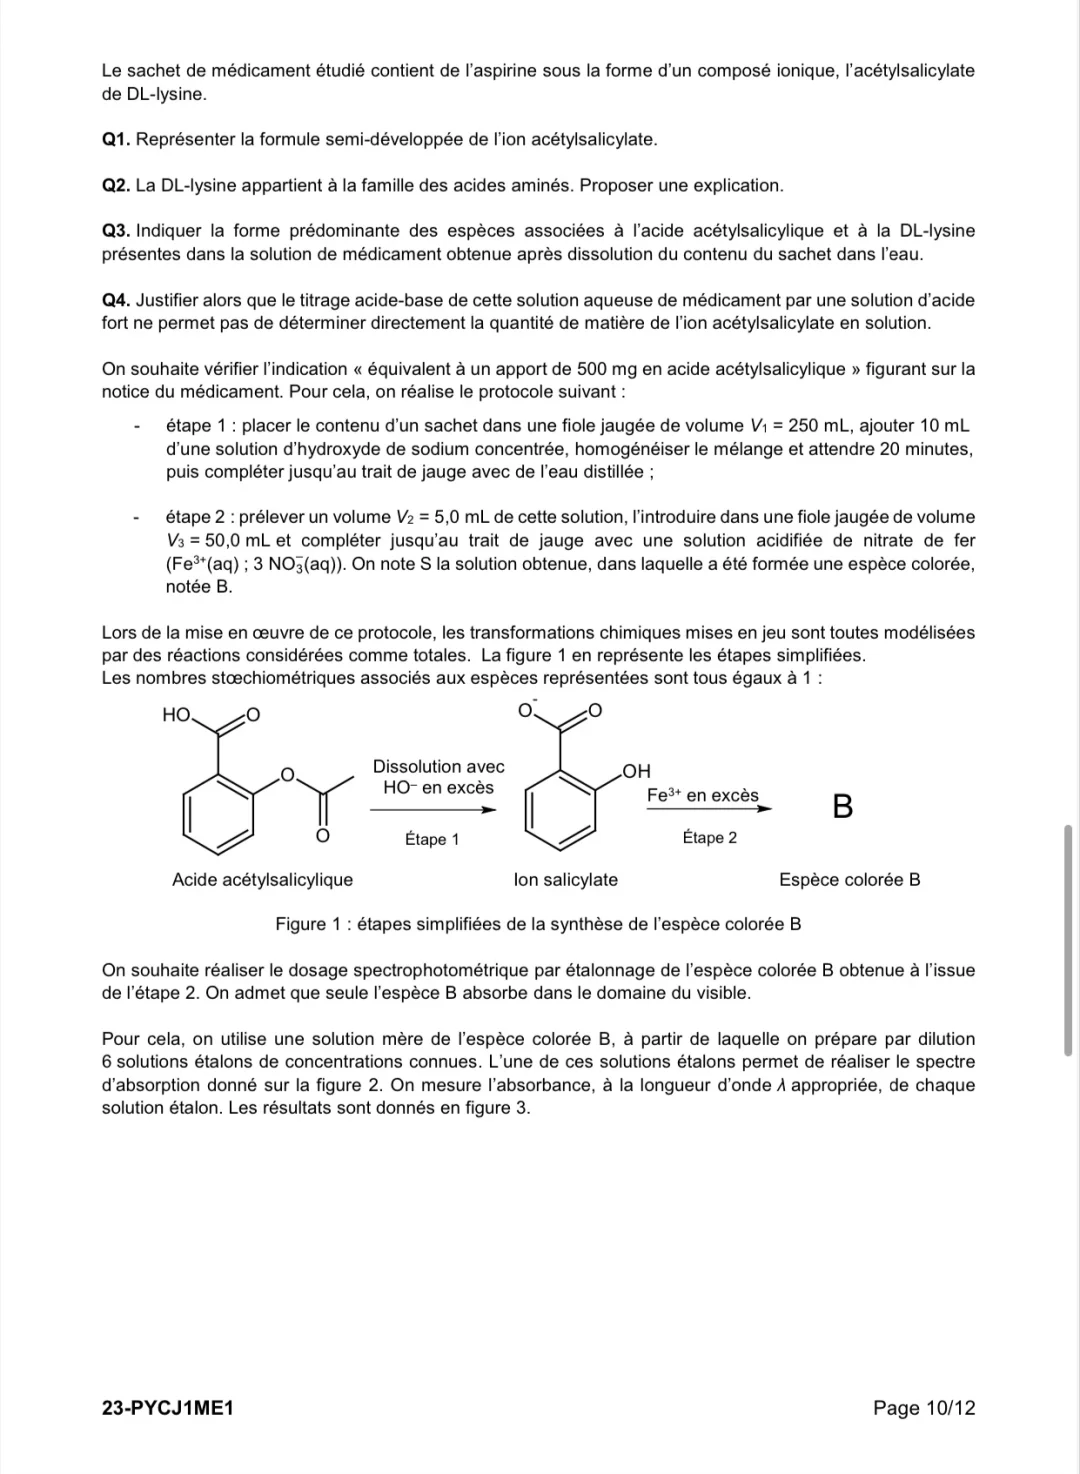 Le sachet de médicament étudié contient de l'aspirine sous la forme d'un composé ionique, l'acétylsalicylate
de DL-lysine.
Q1. Représenter la formule semi-développée de l'ion acétylsalicylate.
Q2. La DL-lysine appartient à la famille des acides aminés. Proposer une explication.
Q3. Indiquer la forme prédominante des espèces associées à l'acide acétylsalicylique et à la DL-lysine
présentes dans la solution de médicament obtenue après dissolution du contenu du sachet dans l'eau.
Q4. Justifier alors que le titrage acide-base de cette solution aqueuse de médicament par une solution d'acide
fort ne permet pas de déterminer directement la quantité de matière de l'ion acétylsalicylate en solution.
On souhaite vérifier l'indication « équivalent à un apport de 500 mg en acide acétylsalicylique » figurant sur la
notice du médicament. Pour cela, on réalise le protocole suivant :
- étape 1 : placer le contenu d'un sachet dans une fiole jaugée de volume V₁ = 250 mL, ajouter 10 mL
d'une solution d'hydroxyde de sodium concentrée, homogénéiser le mélange et attendre 20 minutes,
puis compléter jusqu'au trait de jauge avec de l'eau distillée ;
- étape 2 : prélever un volume V₂ = 5,0 mL de cette solution, l'introduire dans une fiole jaugée de volume
V₃ = 50,0 mL et compléter jusqu'au trait de jauge avec une solution acidifiée de nitrate de fer
(Fe³⁺(aq) ; 3 NO₃⁻(aq)). On note S la solution obtenue, dans laquelle a été formée une espèce colorée,
notée B.
Lors de la mise en œuvre de ce protocole, les transformations chimiques mises en jeu sont toutes modélisées
par des réactions considérées comme totales. La figure 1 en représente les étapes simplifiées.
Les nombres stœchiométriques associés aux espèces représentées sont tous égaux à 1 :
HO O
O
O
Dissolution avec
HO⁻ en excès
Étape 1
O⁻ O
OH
Fe³⁺ en excès
Étape 2
B
Acide acétylsalicylique Ion salicylate Espèce colorée B
Figure 1 : étapes simplifiées de la synthèse de l'espèce colorée B
On souhaite réaliser le dosage spectrophotométrique par étalonnage de l'espèce colorée B obtenue à l'issue
de l'étape 2. On admet que seule l'espèce B absorbe dans le domaine du visible.
Pour cela, on utilise une solution mère de l'espèce colorée B, à partir de laquelle on prépare par dilution
6 solutions étalons de concentrations connues. L'une de ces solutions étalons permet de réaliser le spectre
d'absorption donné sur la figure 2. On mesure l'absorbance, à la longueur d'onde λ appropriée, de chaque
solution étalon. Les résultats sont donnés en figure 3.
23-PYCJ1ME1 Page 10/12